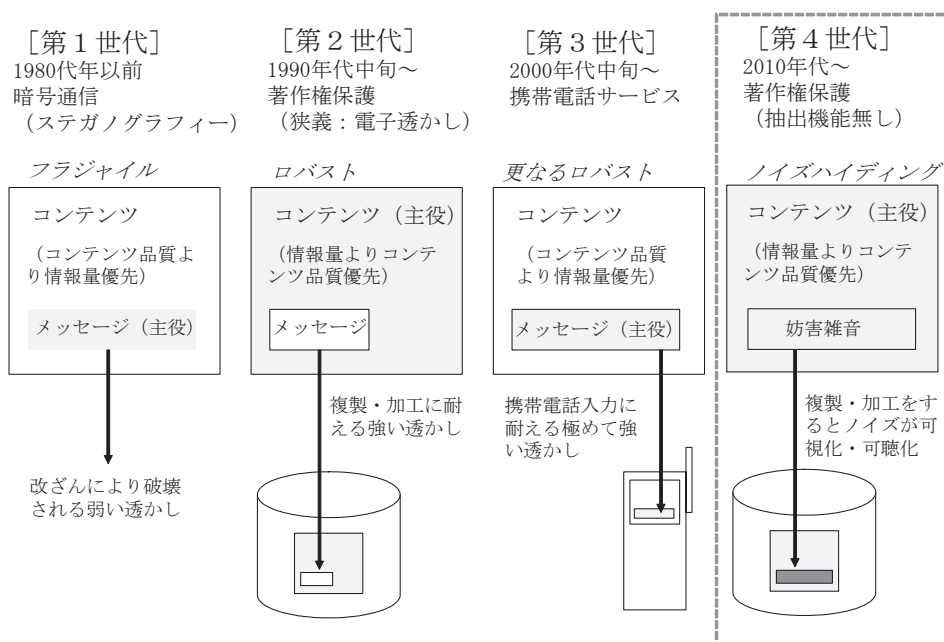 ［第１世代］
1980代年以前
暗号通信
（ステガノグラフィー）
フラジャイル
コンテンツ
（コンテンツ品質よ
り情報量優先）
メッセージ（主役）
改ざんにより破壊
される弱い透かし
［第２世代］
1990年代中旬～
著作権保護
（狭義：電子透かし）
ロバスト
コンテンツ（主役）
（情報量よりコンテ
ンツ品質優先）
メッセージ
複製・加工に耐
える強い透かし
［第３世代］
2000年代中旬～
携帯電話サービス
更なるロバスト
コンテンツ
（コンテンツ品質
より情報量優先）
メッセージ（主役）
携帯電話入力に
耐える極めて強
い透かし
［第４世代］
2010年代～
著作権保護
（抽出機能無し）
ノイズハイディング
コンテンツ（主役）
（情報量よりコンテ
ンツ品質優先）
妨害雑音
複製・加工をす
るとノイズが可
視化・可聴化